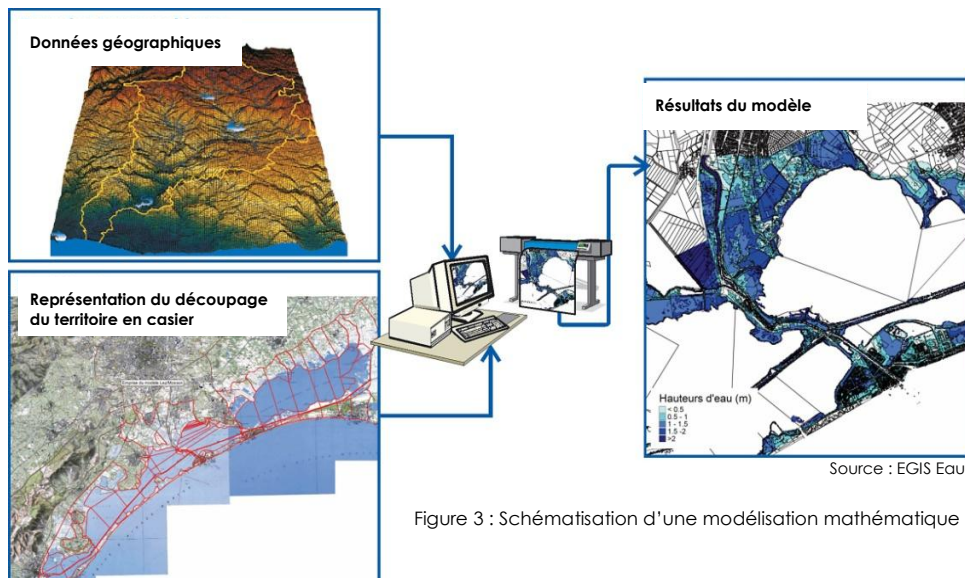 Données géographiques
Représentation du découpage
du territoire en casier
Résultats du modèle
Hauteurs d'eau (m)
< 0.5
0.5 - 1
1 - 1.5
1.5 -2
>2
Source : EGIS Eau
Figure 3 : Schématisation d'une modélisation mathématique